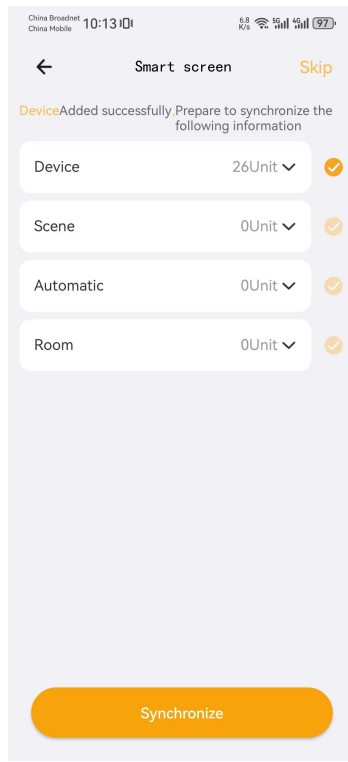 China Broadnet
China Mobile 10:13
6.8 K/s 5G 4G 97
Smart screen
Skip
DeviceAdded successfully,Prepare to synchronize the
following information
Device 26Unit
Scene 0Unit
Automatic 0Unit
Room 0Unit
Synchronize